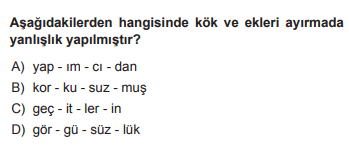 Aşağıdakilerden hangisinde kök ve ekleri ayırmada
yanlışlık yapılmıştır?
A) yap - ım - cı - dan
B) kor - ku - suz - muş
C) geç - it - ler - in
D) gör - gü - süz - lük